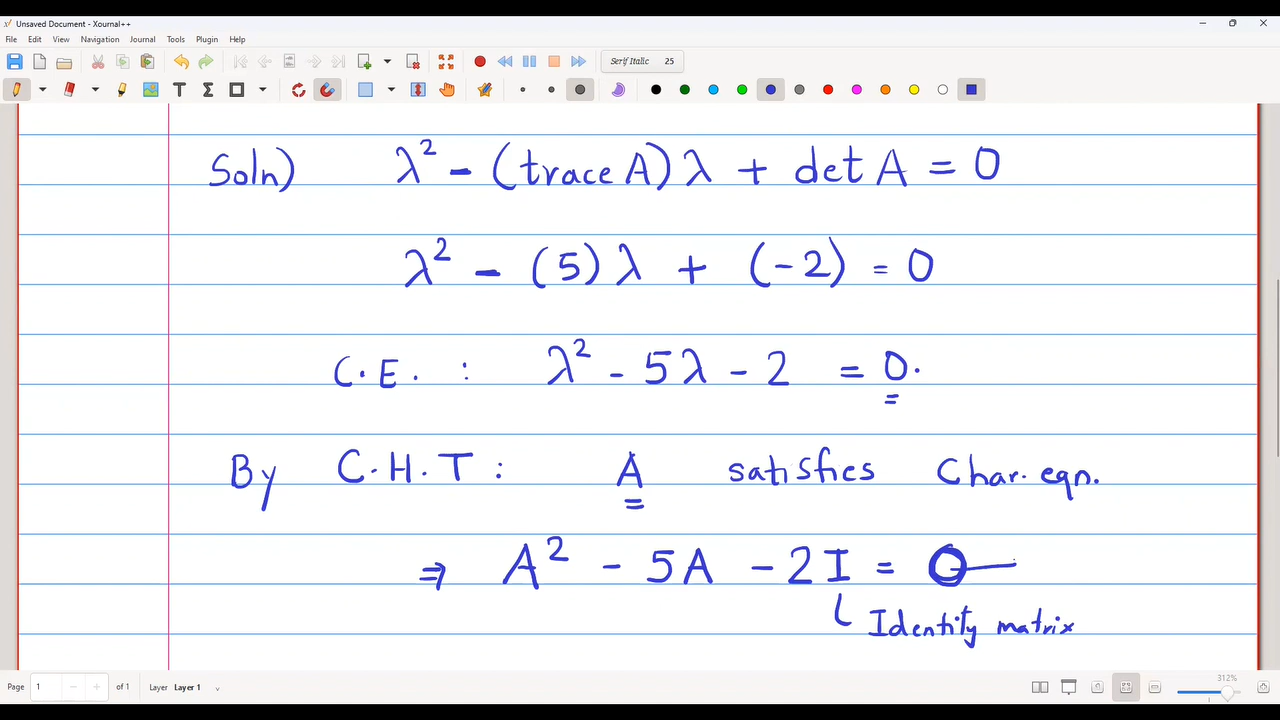 Unsaved Document - Xournal++
File Edit View Navigation Journal Tools Plugin Help
Serif Italic 25
Soln) λ² - (trace A) λ + det A = 0
λ² - (5) λ + (-2) = 0
C.E. : λ² - 5λ - 2 = 0.
By C.H.T : A satisfies Char. eqn.
⇒ A² - 5A - 2I = O
Identity matrix
Page 1 of 1 Layer Layer 1 312%